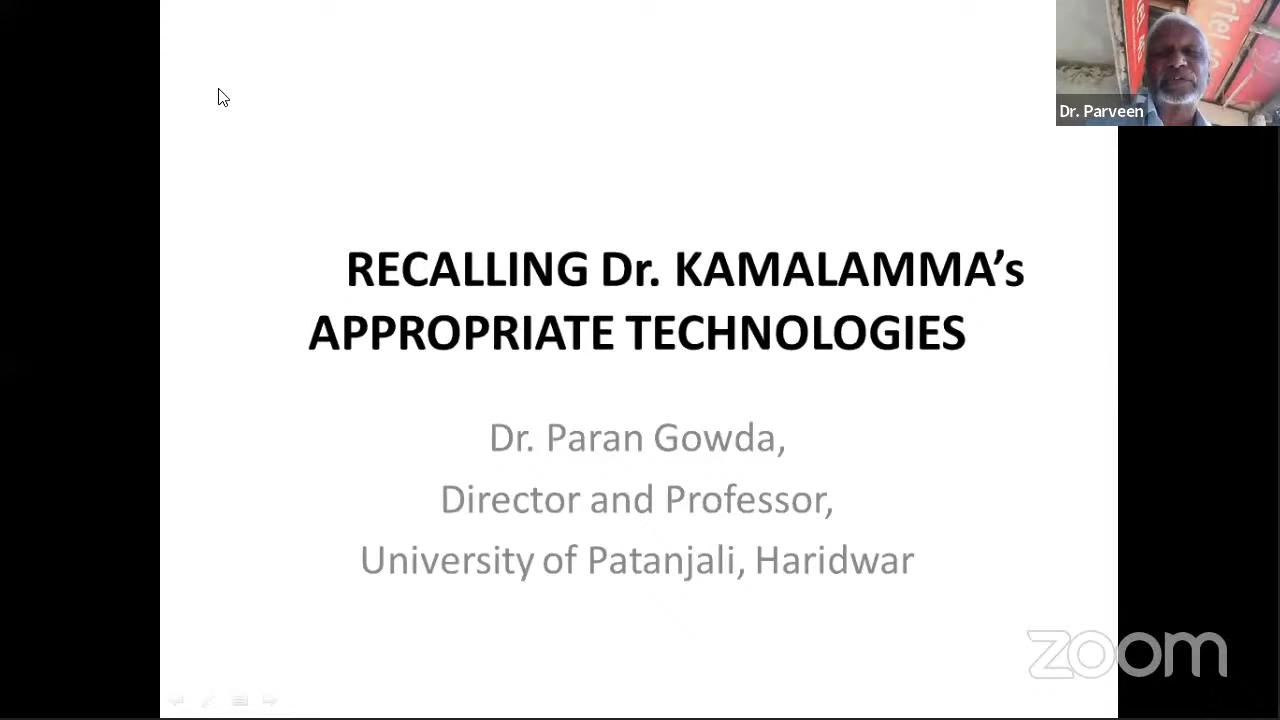 Dr. Parveen
RECALLING Dr. KAMALAMMA’s
APPROPRIATE TECHNOLOGIES
Dr. Paran Gowda,
Director and Professor,
University of Patanjali, Haridwar
zoom